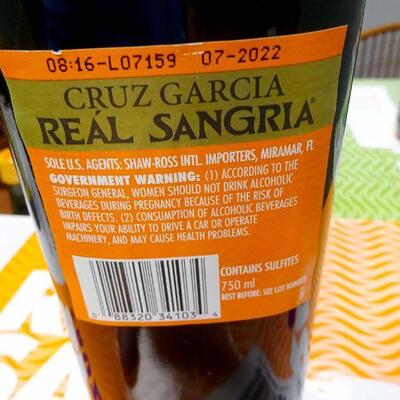 08:16-L07159 07-2022
CRUZ GARCIA
REÁL SANGRIA®
SOLE U.S. AGENTS: SHAW-ROSS INTL. IMPORTERS, MIRAMAR, FL
GOVERNMENT WARNING: (1) ACCORDING TO THE
SURGEON GENERAL, WOMEN SHOULD NOT DRINK ALCOHOLIC
BEVERAGES DURING PREGNANCY BECAUSE OF THE RISK OF
BIRTH DEFECTS. (2) CONSUMPTION OF ALCOHOLIC BEVERAGES
IMPAIRS YOUR ABILITY TO DRIVE A CAR OR OPERATE
MACHINERY, AND MAY CAUSE HEALTH PROBLEMS.
CONTAINS SULFITES
750 ml
BEST BEFORE: SEE LOT NUMBER
0 88320 34103 4